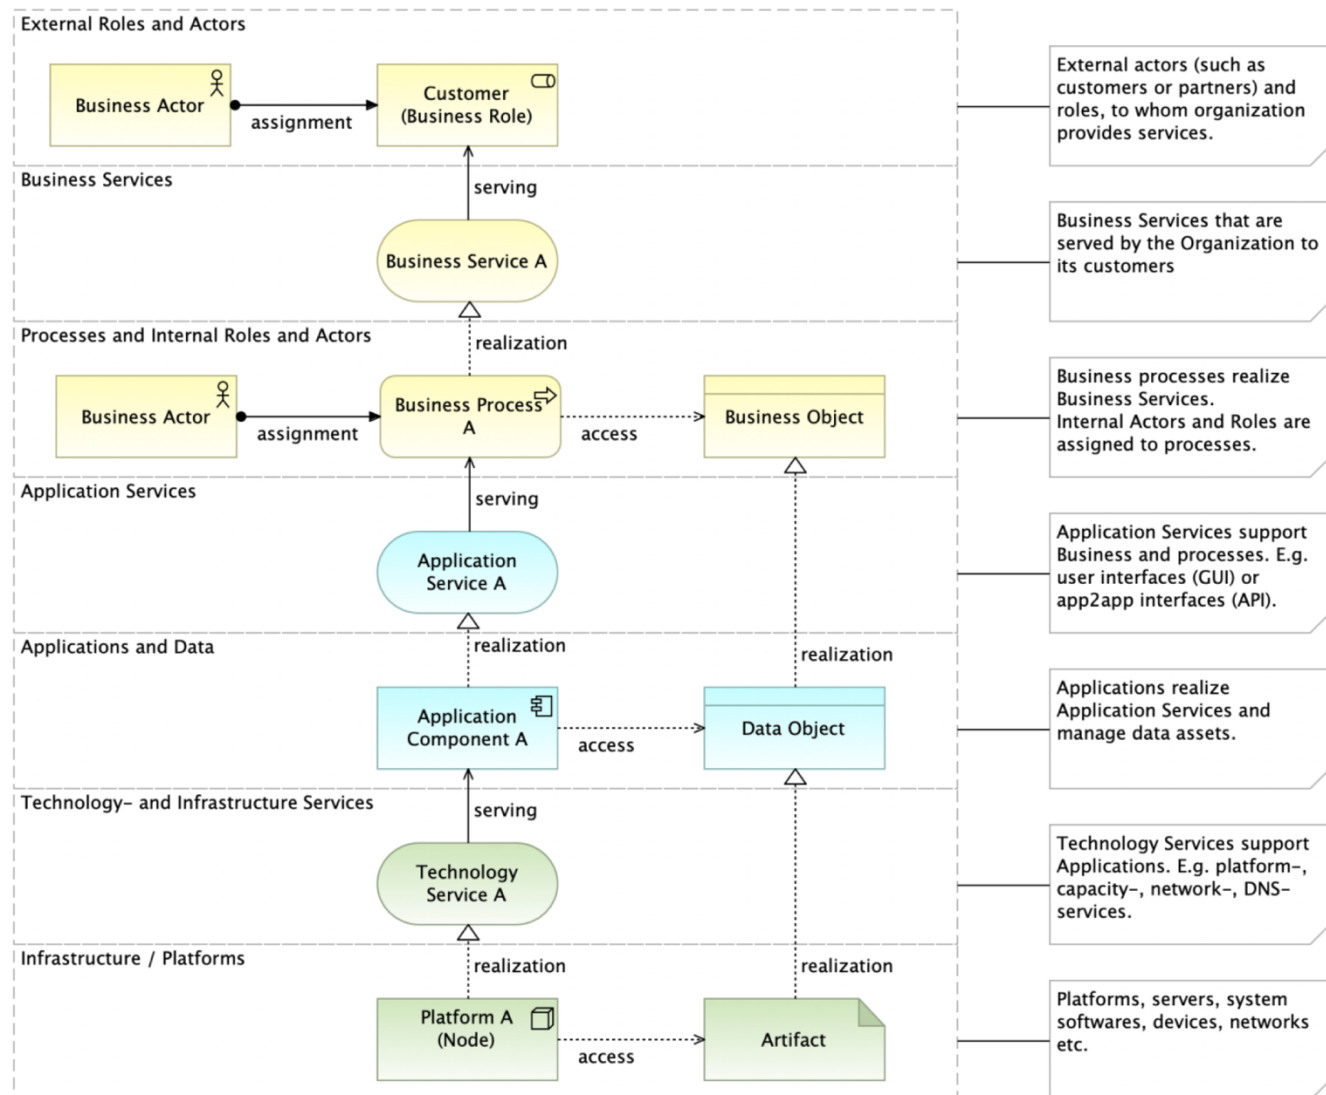 External Roles and Actors
Business Actor
assignment
Customer
(Business Role)
External actors (such as
customers or partners) and
roles, to whom organization
provides services.
Business Services
serving
Business Service A
Business Services that are
served by the Organization to
its customers
Processes and Internal Roles and Actors
realization
Business Actor
assignment
Business Process
A
access
Business Object
Business processes realize
Business Services.
Internal Actors and Roles are
assigned to processes.
Application Services
serving
Application
Service A
Application Services support
Business and processes. E.g.
user interfaces (GUI) or
app2app interfaces (API).
Applications and Data
realization
realization
Application
Component A
access
Data Object
Applications realize
Application Services and
manage data assets.
Technology- and Infrastructure Services
serving
Technology
Service A
Technology Services support
Applications. E.g. platform-,
capacity-, network-, DNS-
services.
Infrastructure / Platforms
realization
realization
Platform A
(Node)
access
Artifact
Platforms, servers, system
softwares, devices, networks
etc.